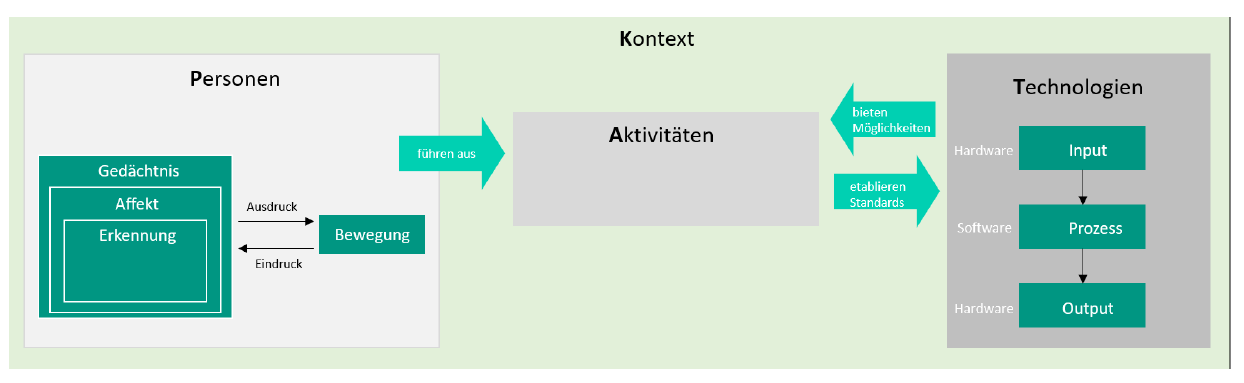 Kontext
Personen
Gedächtnis
Affekt
Erkennung
Ausdruck
Eindruck
Bewegung
führen aus
Aktivitäten
bieten
Möglichkeiten
etablieren
Standards
Technologien
Hardware
Input
Software
Prozess
Hardware
Output